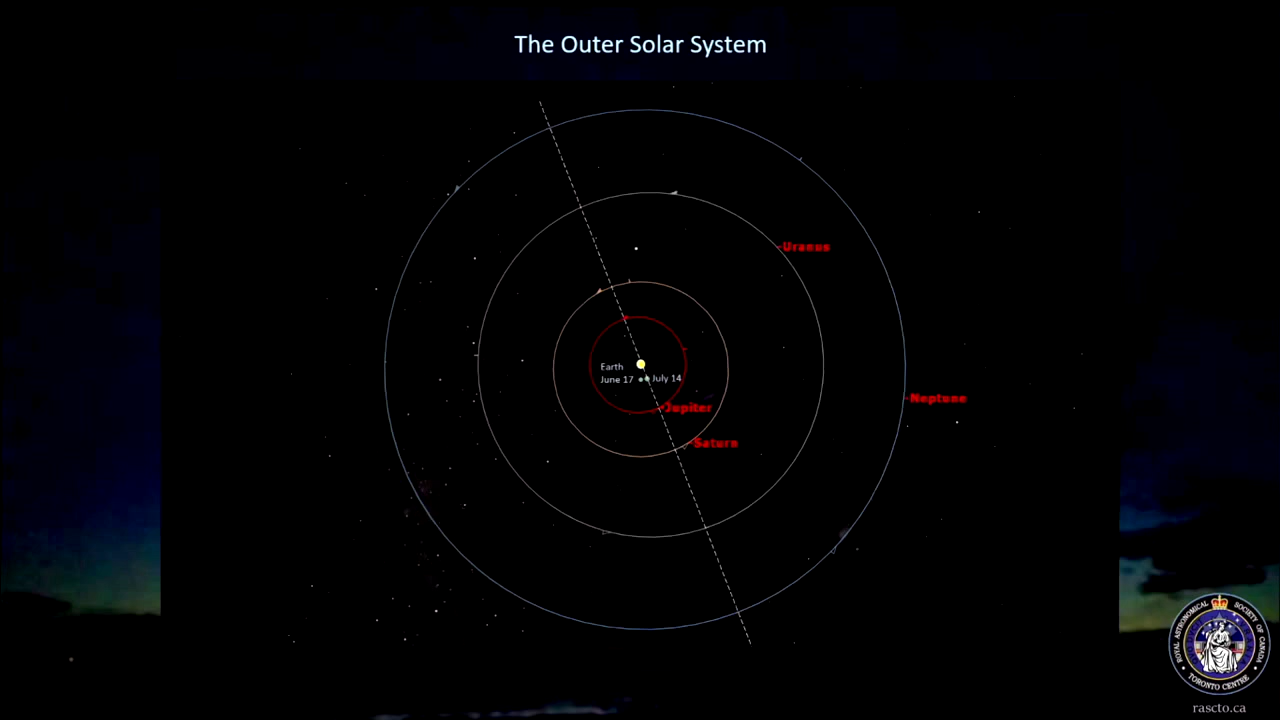 The Outer Solar System
Uranus
Earth
June 17
July 14
Neptune
Jupiter
Saturn
ROYAL ASTRONOMICAL SOCIETY OF CANADA
• TORONTO CENTRE •
rascto.ca